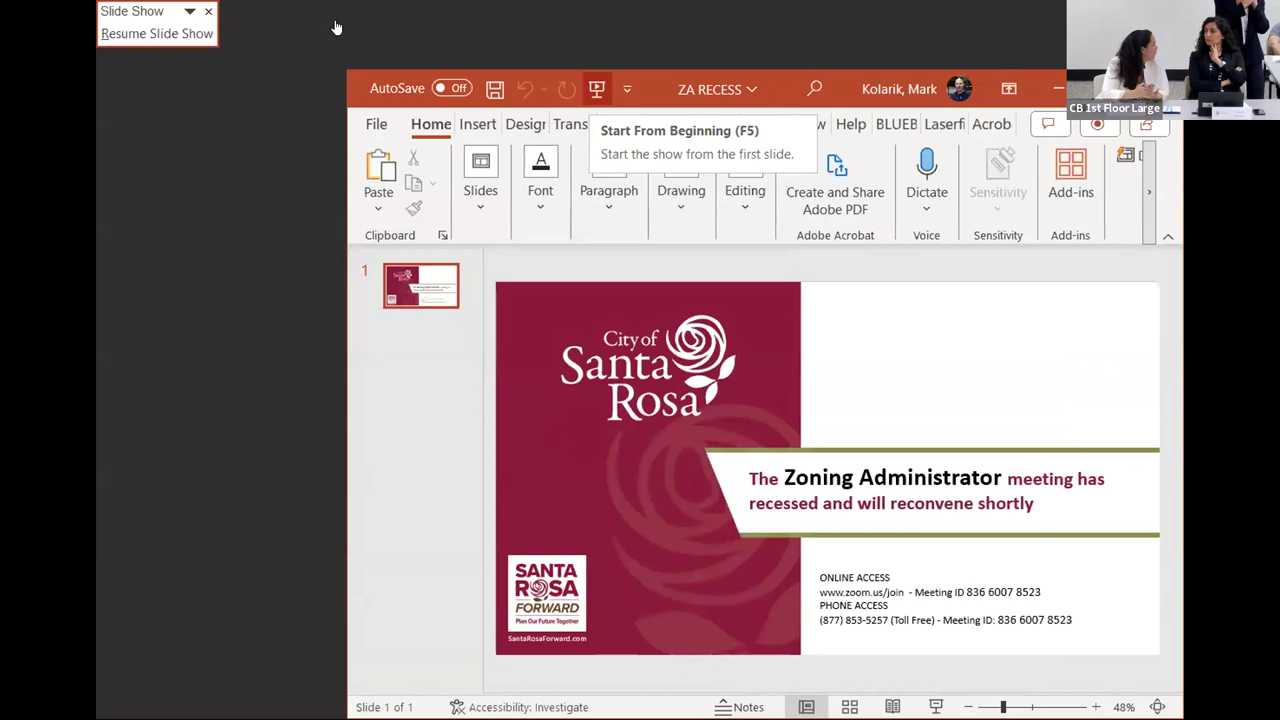 Slide Show
Resume Slide Show
CB 1st Floor Large
AutoSave Off ZA RECESS Kolarik, Mark
File Home Insert Design Trans Help BLUEB Laserfi Acrob
Start From Beginning (F5)
Start the show from the first slide.
Paste Slides Font Paragraph Drawing Editing Create and Share Adobe PDF Dictate Sensitivity Add-ins
Clipboard Adobe Acrobat Voice Sensitivity Add-ins
1
City of
Santa
Rosa
The Zoning Administrator meeting has
recessed and will reconvene shortly
SANTA
ROSA
FORWARD
Plan Our Future Together
SantaRosaForward.com
ONLINE ACCESS
www.zoom.us/join - Meeting ID 836 6007 8523
PHONE ACCESS
(877) 853-5257 (Toll Free) - Meeting ID: 836 6007 8523
Slide 1 of 1 Accessibility: Investigate Notes 48%